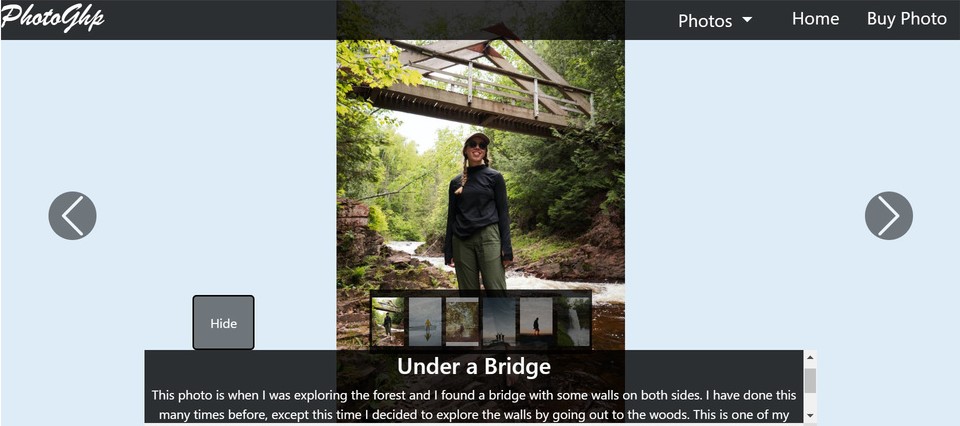 PhotoGhp
Photos
Home
Buy Photo
Hide
Under a Bridge
This photo is when I was exploring the forest and I found a bridge with some walls on both sides. I have done this
many times before, except this time I decided to explore the walls by going out to the woods. This is one of my